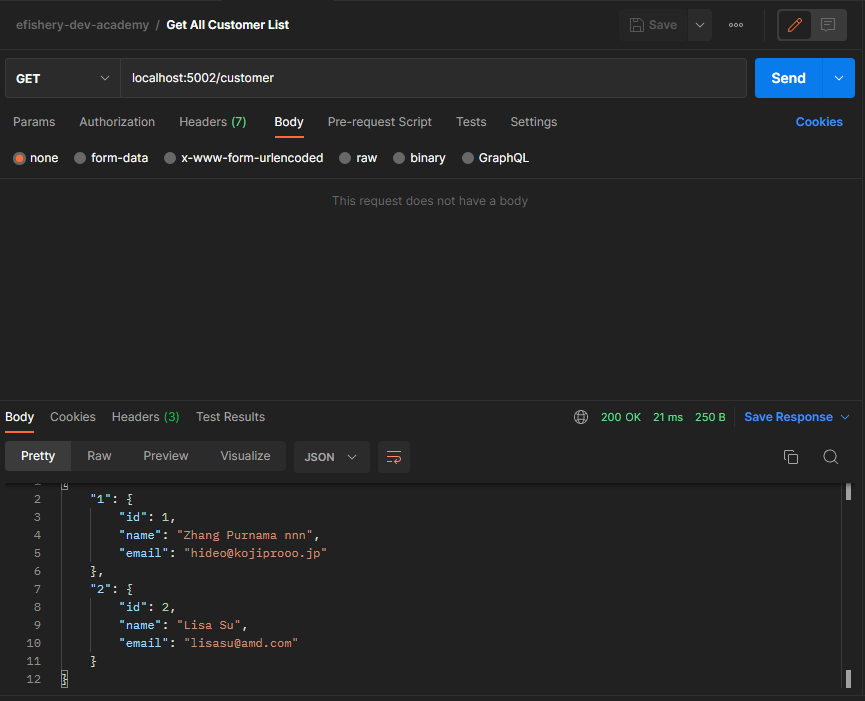 efishery-dev-academy / Get All Customer List
Save
GET
localhost:5002/customer
Send
Params Authorization Headers (7) Body Pre-request Script Tests Settings Cookies
none form-data x-www-form-urlencoded raw binary GraphQL
This request does not have a body
Body Cookies Headers (3) Test Results 200 OK 21 ms 250 B Save Response
Pretty Raw Preview Visualize JSON
1 {
2 "1": {
3 "id": 1,
4 "name": "Zhang Purnama nnn",
5 "email": "hideo@kojiprooo.jp"
6 },
7 "2": {
8 "id": 2,
9 "name": "Lisa Su",
10 "email": "lisasu@amd.com"
11 }
12 }